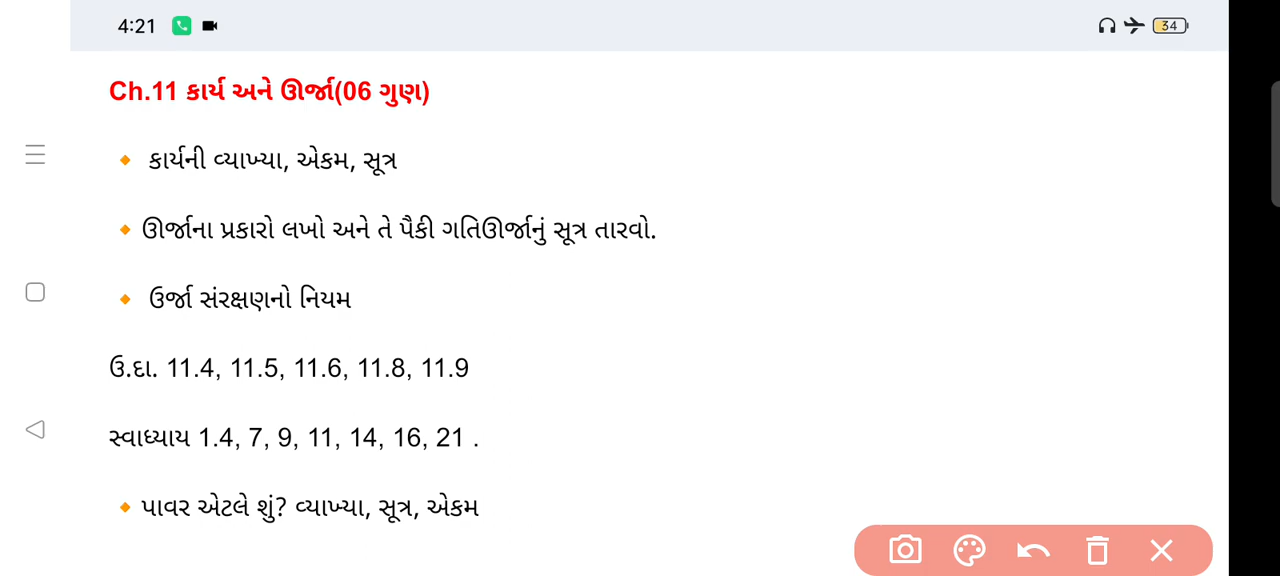 4:21 34
Ch.11 કાર્ય અને ઊર્જા(06 ગુણ)
🔸 કાર્યની વ્યાખ્યા, એકમ, સૂત્ર
🔸ઊર્જાના પ્રકારો લખો અને તે પૈકી ગતિઊર્જાનું સૂત્ર તારવો.
🔸 ઉર્જા સંરક્ષણનો નિયમ
ઉ.દા. 11.4, 11.5, 11.6, 11.8, 11.9
સ્વાધ્યાય 1.4, 7, 9, 11, 14, 16, 21 .
🔸પાવર એટલે શું? વ્યાખ્યા, સૂત્ર, એકમ